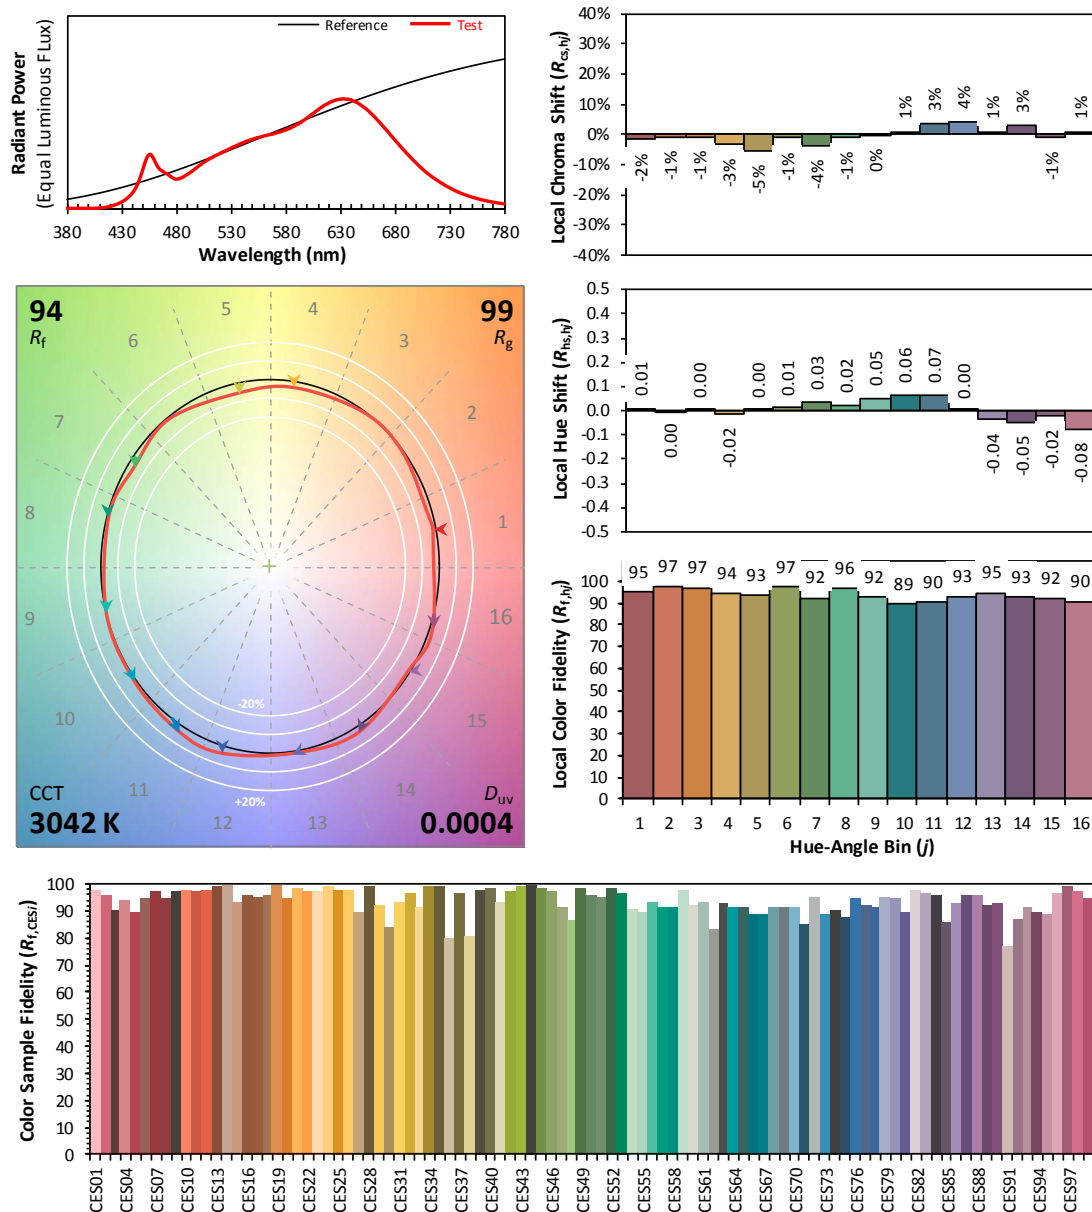 Radiant Power
(Equal Luminous FLux)
Reference
Test
380 430 480 530 580 630 680 730 780
Wavelength (nm)
Local Chroma Shift (Rcs,hj)
40%
30%
20%
10%
0%
-10%
-20%
-30%
-40%
-2% -1% -1% -3% -5% -1% -4% -1% 0% 1% 3% 4% 1% 3% -1% 1%
94
Rf
99
Rg
5 4
6 3
7 2
8 1
9 16
10 15
11 14
12 13
-20%
+20%
CCT
3042 K
Duv
0.0004
Local Hue Shift (Rhs,hj)
0.5
0.4
0.3
0.2
0.1
0.0
-0.1
-0.2
-0.3
-0.4
-0.5
0.01 0.00 0.00 -0.02 0.00 0.01 0.03 0.02 0.05 0.06 0.07 0.00 -0.04 -0.05 -0.02 -0.08
Local Color Fidelity (Rf,hj)
100
90
80
70
60
50
40
30
20
10
0
95 97 97 94 93 97 92 96 92 89 90 93 95 93 92 90
1 2 3 4 5 6 7 8 9 10 11 12 13 14 15 16
Hue-Angle Bin (j)
Color Sample Fidelity (Rf,CESi)
100
90
80
70
60
50
40
30
20
10
0
CES01 CES04 CES07 CES10 CES13 CES16 CES19 CES22 CES25 CES28 CES31 CES34 CES37 CES40 CES43 CES46 CES49 CES52 CES55 CES58 CES61 CES64 CES67 CES70 CES73 CES76 CES79 CES82 CES85 CES88 CES91 CES94 CES97